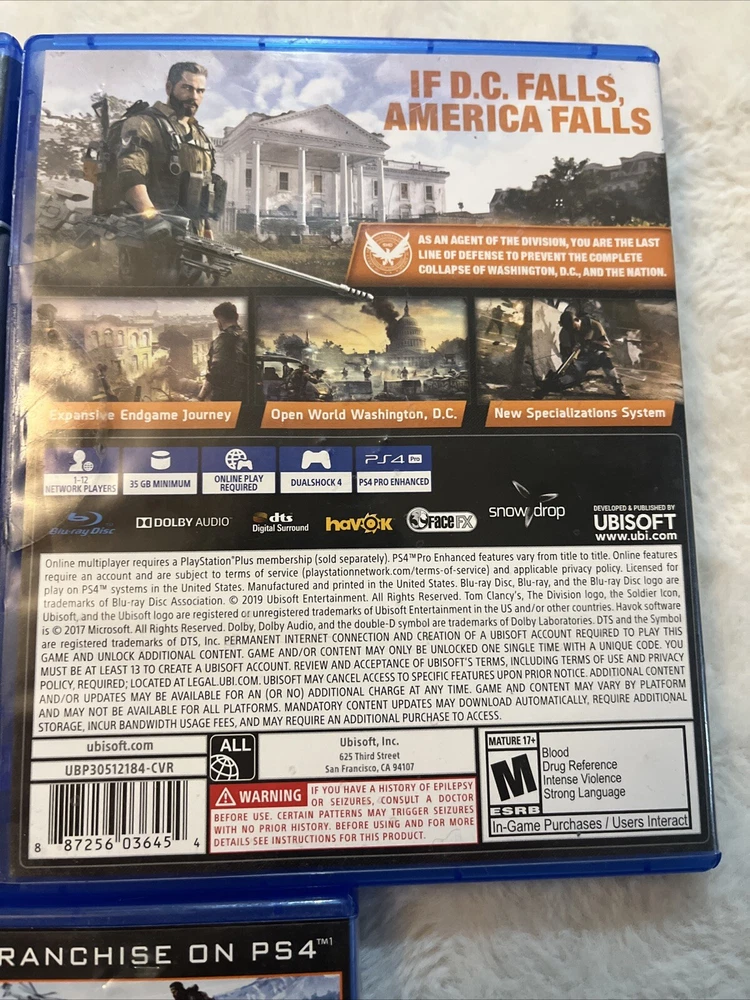 IF D.C. FALLS,
AMERICA FALLS
AS AN AGENT OF THE DIVISION, YOU ARE THE LAST
LINE OF DEFENSE TO PREVENT THE COMPLETE
COLLAPSE OF WASHINGTON, D.C., AND THE NATION.
Expansive Endgame Journey
Open World Washington, D.C.
New Specializations System
1-12
NETWORK PLAYERS
35 GB MINIMUM
ONLINE PLAY
REQUIRED
DUALSHOCK 4
PS4 Pro
PS4 PRO ENHANCED
Blu-ray Disc
DOLBY AUDIO™
dts
Digital Surround
havok
FaceFX
snowdrop
DEVELOPED & PUBLISHED BY
UBISOFT
www.ubi.com
Online multiplayer requires a PlayStation®Plus membership (sold separately). PS4™Pro Enhanced features vary from title to title. Online features
require an account and are subject to terms of service (playstationnetwork.com/terms-of-service) and applicable privacy policy. Licensed for
play on PS4™ systems in the United States. Manufactured and printed in the United States. Blu-ray Disc, Blu-ray, and the Blu-ray Disc logo are
trademarks of Blu-ray Disc Association. © 2019 Ubisoft Entertainment. All Rights Reserved. Tom Clancy's, The Division logo, the Soldier Icon,
Ubisoft, and the Ubisoft logo are registered or unregistered trademarks of Ubisoft Entertainment in the US and/or other countries. Havok software
is © 2017 Microsoft. All Rights Reserved. Dolby, Dolby Audio, and the double-D symbol are trademarks of Dolby Laboratories. DTS and the Symbol
are registered trademarks of DTS, Inc. PERMANENT INTERNET CONNECTION AND CREATION OF A UBISOFT ACCOUNT REQUIRED TO PLAY THIS
GAME AND UNLOCK ADDITIONAL CONTENT. GAME AND/OR CONTENT MAY ONLY BE UNLOCKED ONE SINGLE TIME WITH A UNIQUE CODE. YOU
MUST BE AT LEAST 13 TO CREATE A UBISOFT ACCOUNT. REVIEW AND ACCEPTANCE OF UBISOFT'S TERMS, INCLUDING TERMS OF USE AND PRIVACY
POLICY, REQUIRED; LOCATED AT LEGAL.UBI.COM. UBISOFT MAY CANCEL ACCESS TO SPECIFIC FEATURES UPON PRIOR NOTICE. ADDITIONAL CONTENT
AND/OR UPDATES MAY BE AVAILABLE FOR AN (OR NO) ADDITIONAL CHARGE AT ANY TIME. GAME AND CONTENT MAY VARY BY PLATFORM
AND MAY NOT BE AVAILABLE FOR ALL PLATFORMS. MANDATORY CONTENT UPDATES MAY DOWNLOAD AUTOMATICALLY, REQUIRE ADDITIONAL
STORAGE, INCUR BANDWIDTH USAGE FEES, AND MAY REQUIRE AN ADDITIONAL PURCHASE TO ACCESS.
ubisoft.com
UBP30512184-CVR
8 87256 03645 4
ALL
Ubisoft, Inc.
625 Third Street
San Francisco, CA 94107
WARNING IF YOU HAVE A HISTORY OF EPILEPSY
OR SEIZURES, CONSULT A DOCTOR
BEFORE USE. CERTAIN PATTERNS MAY TRIGGER SEIZURES
WITH NO PRIOR HISTORY. BEFORE USING AND FOR MORE
DETAILS SEE INSTRUCTIONS FOR THIS PRODUCT.
MATURE 17+
M
ESRB
Blood
Drug Reference
Intense Violence
Strong Language
In-Game Purchases / Users Interact
RANCHISE ON PS4™¹